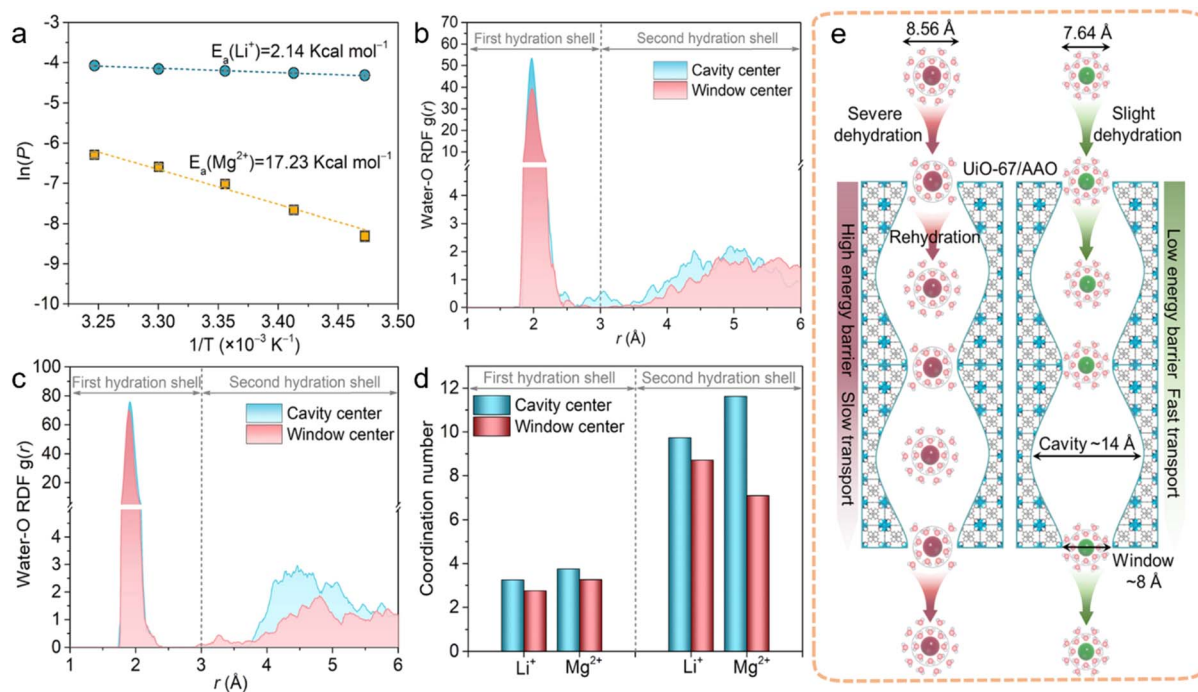 a
Ea(Li⁺)=2.14 Kcal mol⁻¹
Ea(Mg²⁺)=17.23 Kcal mol⁻¹
ln(P)
-4
-5
-6
-7
-8
-9
-10
3.25 3.30 3.35 3.40 3.45 3.50
1/T (×10⁻³ K⁻¹)
b
First hydration shell
Second hydration shell
Cavity center
Window center
Water-O RDF g(r)
70
60
50
40
30
20
10
4
3
2
1
0
1 2 3 4 5 6
r (Å)
c
First hydration shell
Second hydration shell
Cavity center
Window center
Water-O RDF g(r)
100
80
60
40
20
4
3
2
1
0
1 2 3 4 5 6
r (Å)
d
First hydration shell
Second hydration shell
Cavity center
Window center
Coordination number
12
10
8
6
4
2
0
Li⁺ Mg²⁺ Li⁺ Mg²⁺
e
8.56 Å
7.64 Å
Severe
dehydration
Slight
dehydration
UiO-67/AAO
Rehydration
High energy barrier
Slow transport
Low energy barrier
Fast transport
Cavity ~14 Å
Window
~8 Å